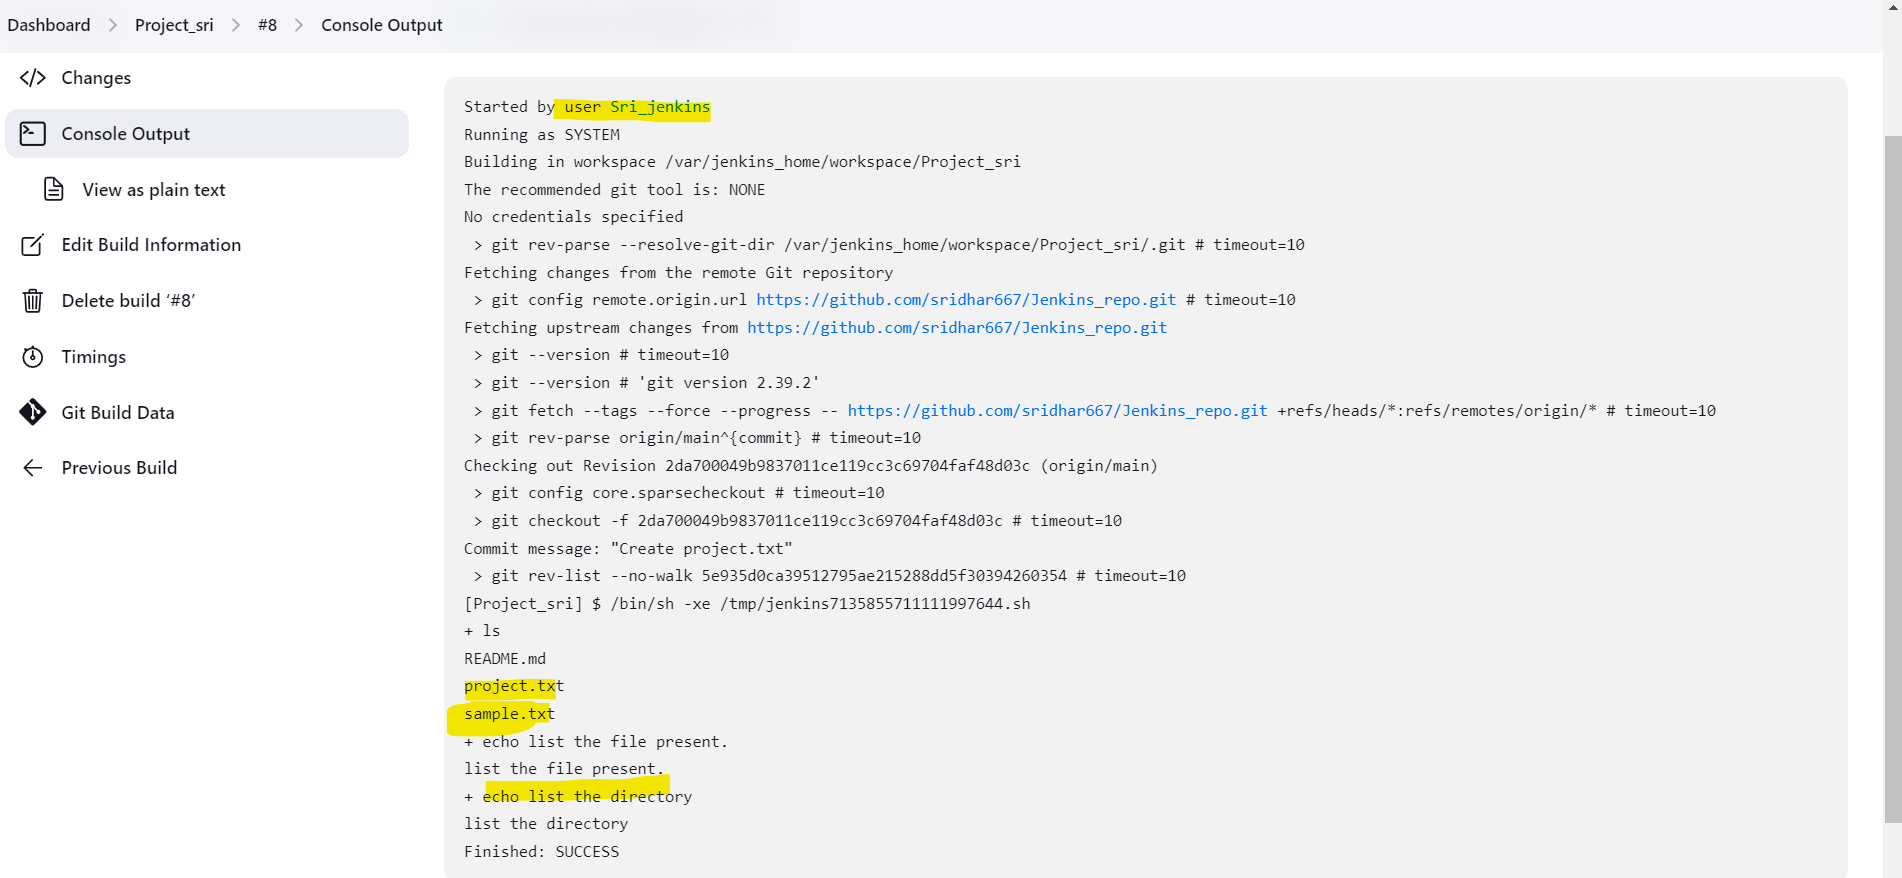 Dashboard > Project_sri > #8 > Console Output
Changes
Console Output
View as plain text
Edit Build Information
Delete build ‘#8’
Timings
Git Build Data
Previous Build
Started by user Sri_jenkins
Running as SYSTEM
Building in workspace /var/jenkins_home/workspace/Project_sri
The recommended git tool is: NONE
No credentials specified
 > git rev-parse --resolve-git-dir /var/jenkins_home/workspace/Project_sri/.git # timeout=10
Fetching changes from the remote Git repository
 > git config remote.origin.url https://github.com/sridhar667/Jenkins_repo.git # timeout=10
Fetching upstream changes from https://github.com/sridhar667/Jenkins_repo.git
 > git --version # timeout=10
 > git --version # 'git version 2.39.2'
 > git fetch --tags --force --progress -- https://github.com/sridhar667/Jenkins_repo.git +refs/heads/*:refs/remotes/origin/* # timeout=10
 > git rev-parse origin/main^{commit} # timeout=10
Checking out Revision 2da700049b9837011ce119cc3c69704faf48d03c (origin/main)
 > git config core.sparsecheckout # timeout=10
 > git checkout -f 2da700049b9837011ce119cc3c69704faf48d03c # timeout=10
Commit message: "Create project.txt"
 > git rev-list --no-walk 5e935d0ca39512795ae215288dd5f30394260354 # timeout=10
[Project_sri] $ /bin/sh -xe /tmp/jenkins7135855711111997644.sh
+ ls
README.md
project.txt
sample.txt
+ echo list the file present.
list the file present.
+ echo list the directory
list the directory
Finished: SUCCESS